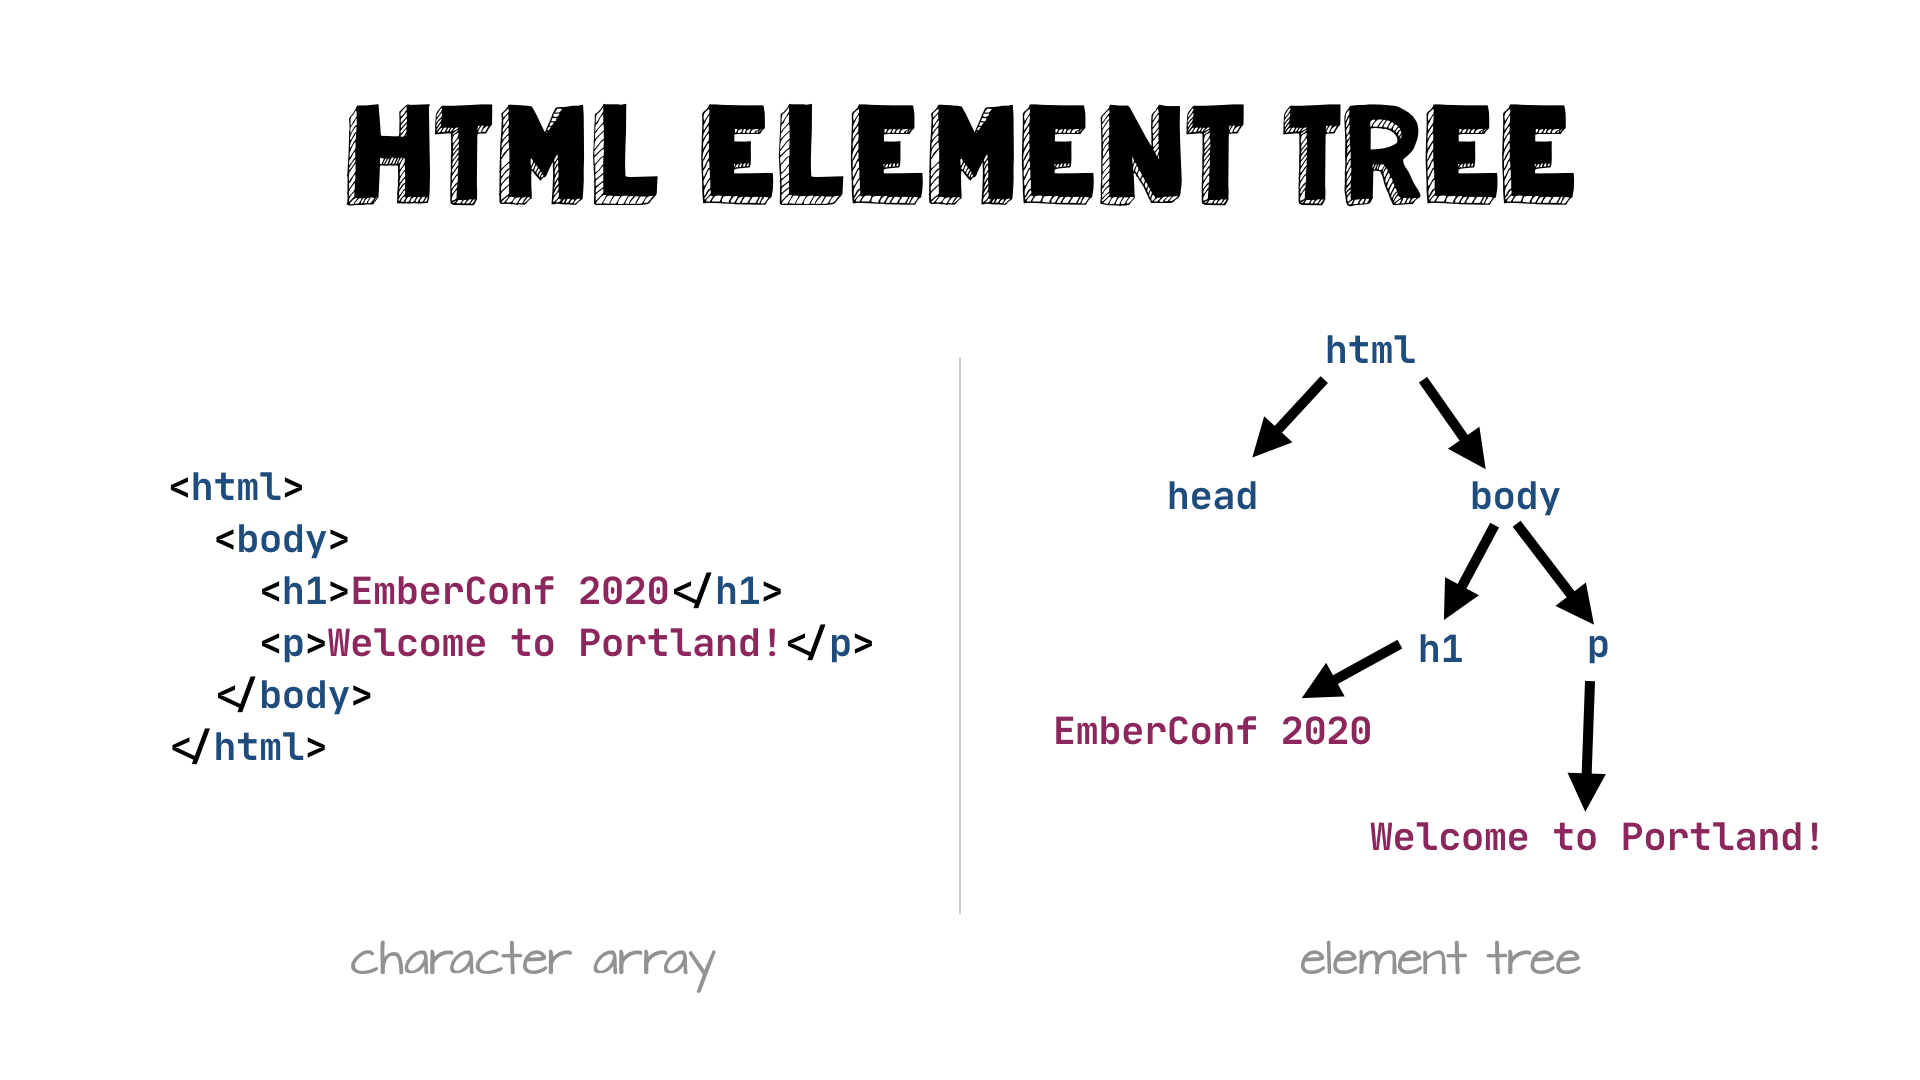 HTML ELEMENT TREE
<html>
  <body>
    <h1>EmberConf 2020</h1>
    <p>Welcome to Portland!</p>
  </body>
</html>
character array
html
head body
h1 p
EmberConf 2020
Welcome to Portland!
element tree